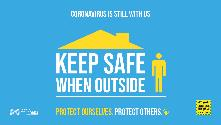 CORONAVIRUS IS STILL WITH US
KEEP SAFE
WHEN OUTSIDE
PROTECT OURSELVES. PROTECT OTHERS.